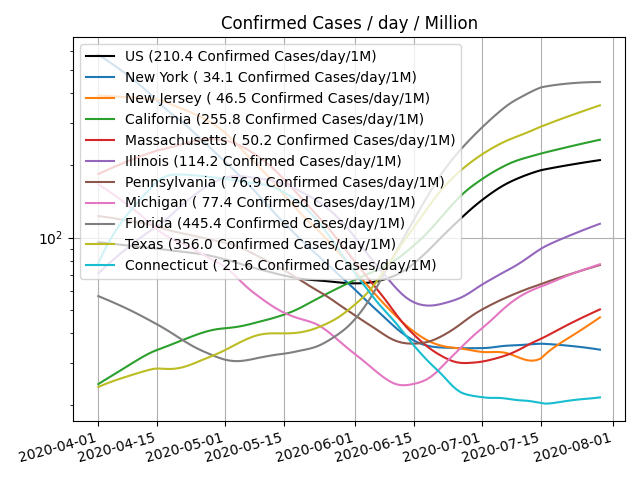 Confirmed Cases / day / Million
US (210.4 Confirmed Cases/day/1M)
New York ( 34.1 Confirmed Cases/day/1M)
New Jersey ( 46.5 Confirmed Cases/day/1M)
California (255.8 Confirmed Cases/day/1M)
Massachusetts ( 50.2 Confirmed Cases/day/1M)
Illinois (114.2 Confirmed Cases/day/1M)
Pennsylvania ( 76.9 Confirmed Cases/day/1M)
Michigan ( 77.4 Confirmed Cases/day/1M)
Florida (445.4 Confirmed Cases/day/1M)
Texas (356.0 Confirmed Cases/day/1M)
Connecticut ( 21.6 Confirmed Cases/day/1M)
10²
2020-04-01
2020-04-15
2020-05-01
2020-05-15
2020-06-01
2020-06-15
2020-07-01
2020-07-15
2020-08-01